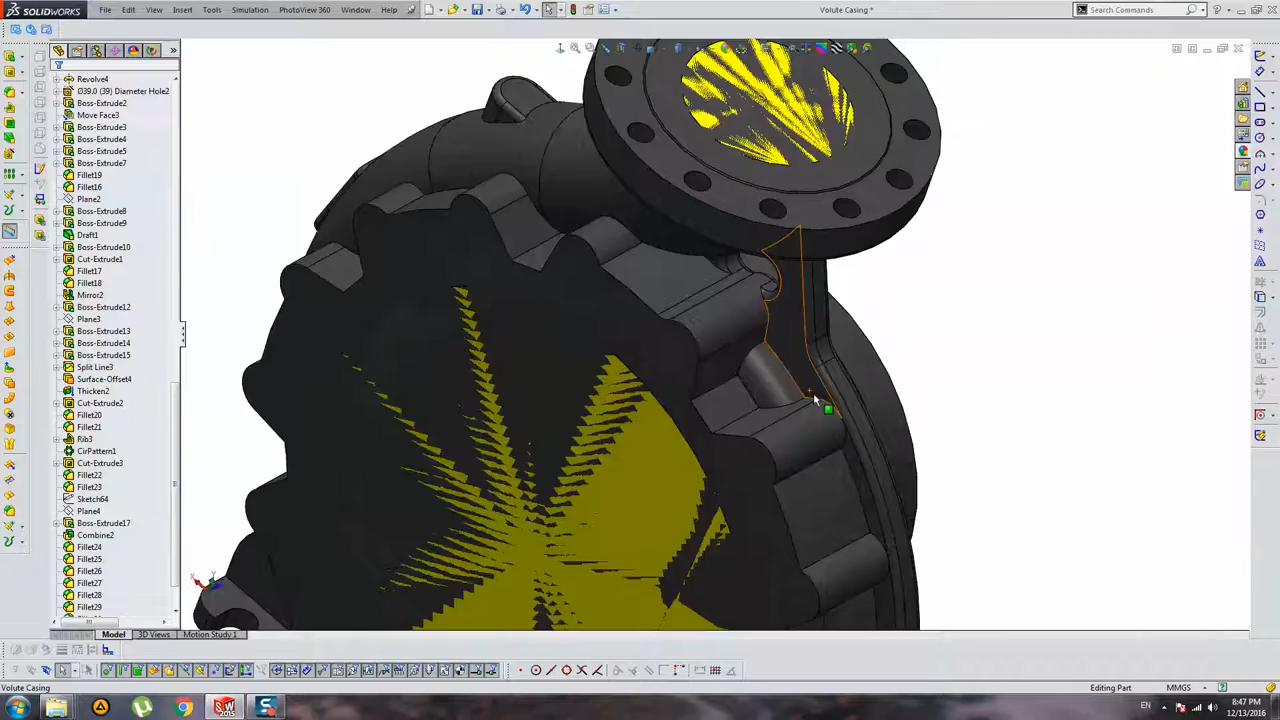 SOLIDWORKS File Edit View Insert Tools Simulation PhotoView 360 Window Help Volute Casing * Search Commands
Revolve4
Ø39.0 (39) Diameter Hole2
Boss-Extrude2
Move Face3
Boss-Extrude3
Boss-Extrude4
Boss-Extrude5
Boss-Extrude7
Fillet19
Fillet16
Plane2
Boss-Extrude8
Boss-Extrude9
Draft1
Boss-Extrude10
Cut-Extrude1
Fillet17
Fillet18
Mirror2
Boss-Extrude12
Plane3
Boss-Extrude13
Boss-Extrude14
Boss-Extrude15
Split Line3
Surface-Offset4
Thicken2
Cut-Extrude2
Fillet20
Fillet21
Rib3
CirPattern1
Cut-Extrude3
Fillet22
Fillet23
Sketch64
Plane4
Boss-Extrude17
Combine2
Fillet24
Fillet25
Fillet26
Fillet27
Fillet28
Fillet29
Model 3D Views Motion Study 1
Volute Casing Editing Part MMGS
EN 8:47 PM
12/13/2016